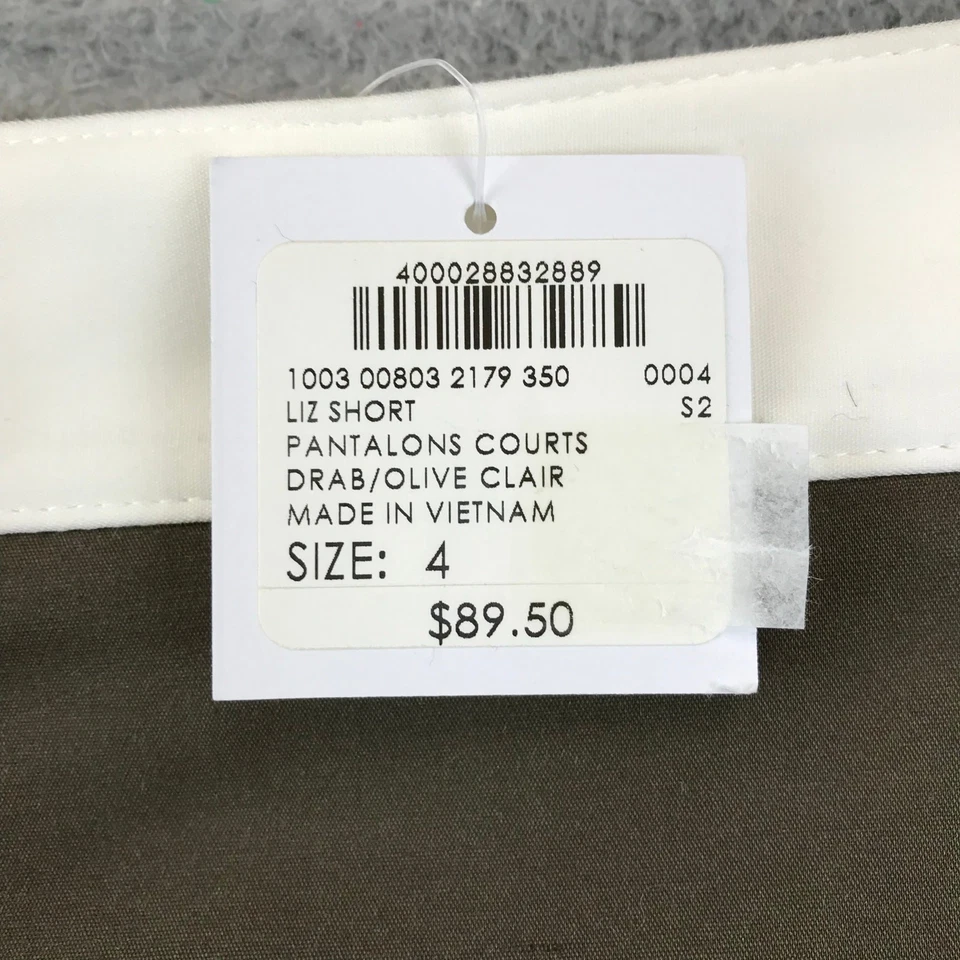 400028832889
1003 00803 2179 350 0004
LIZ SHORT S2
PANTALONS COURTS
DRAB/OLIVE CLAIR
MADE IN VIETNAM
SIZE: 4
$89.50